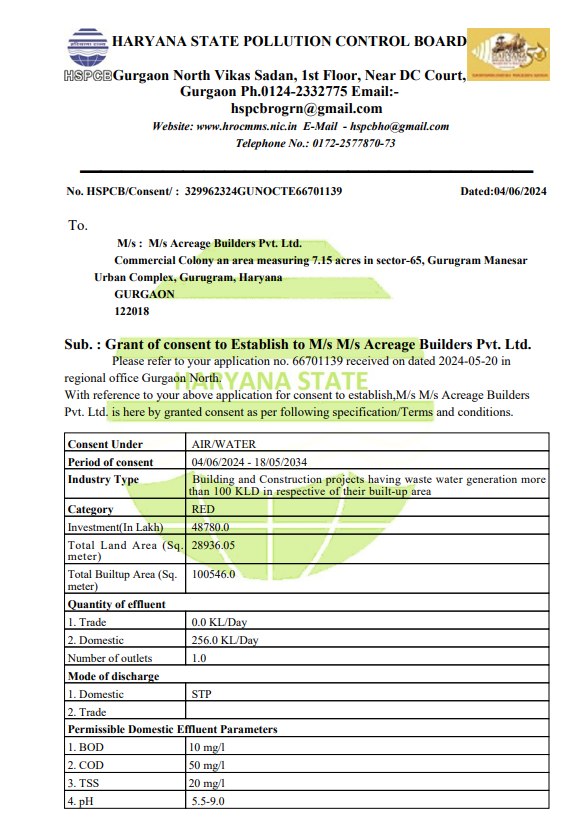 HARYANA STATE POLLUTION CONTROL BOARD
HSPCB
Gurgaon North Vikas Sadan, 1st Floor, Near DC Court,
Gurgaon Ph.0124-2332775 Email:-
hspcbrogrn@gmail.com
Website: www.hrocmms.nic.in E-Mail - hspcbho@gmail.com
Telephone No.: 0172-2577870-73
No. HSPCB/Consent/ : 329962324GUNOCTE66701139 Dated:04/06/2024
To.
M/s : M/s Acreage Builders Pvt. Ltd.
Commercial Colony an area measuring 7.15 acres in sector-65, Gurugram Manesar
Urban Complex, Gurugram, Haryana
GURGAON
122018
Sub. : Grant of consent to Establish to M/s M/s Acreage Builders Pvt. Ltd.
Please refer to your application no. 66701139 received on dated 2024-05-20 in
regional office Gurgaon North.
HARYANA STATE
With reference to your above application for consent to establish,M/s M/s Acreage Builders
Pvt. Ltd. is here by granted consent as per following specification/Terms and conditions.
Consent Under AIR/WATER
Period of consent 04/06/2024 - 18/05/2034
Industry Type Building and Construction projects having waste water generation more
than 100 KLD in respective of their built-up area
Category RED
Investment(In Lakh) 48780.0
Total Land Area (Sq. 28936.05
meter)
Total Builtup Area (Sq. 100546.0
meter)
Quantity of effluent
1. Trade 0.0 KL/Day
2. Domestic 256.0 KL/Day
Number of outlets 1.0
Mode of discharge
1. Domestic STP
2. Trade
Permissible Domestic Effluent Parameters
1. BOD 10 mg/l
2. COD 50 mg/l
3. TSS 20 mg/l
4. pH 5.5-9.0